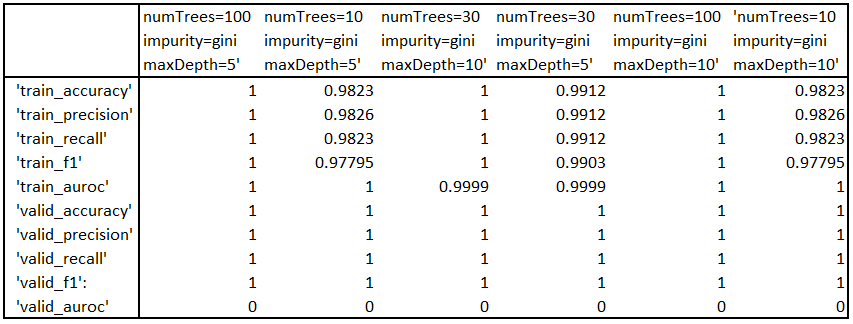 numTrees=100 numTrees=10 numTrees=30 numTrees=30 numTrees=100 'numTrees=10
impurity=gini impurity=gini impurity=gini impurity=gini impurity=gini impurity=gini
maxDepth=5' maxDepth=5' maxDepth=10' maxDepth=5' maxDepth=10' maxDepth=10'
'train_accuracy' 1 0.9823 1 0.9912 1 0.9823
'train_precision' 1 0.9826 1 0.9912 1 0.9826
'train_recall' 1 0.9823 1 0.9912 1 0.9823
'train_f1' 1 0.97795 1 0.9903 1 0.97795
'train_auroc' 1 1 0.9999 0.9999 1 1
'valid_accuracy' 1 1 1 1 1 1
'valid_precision' 1 1 1 1 1 1
'valid_recall' 1 1 1 1 1 1
'valid_f1': 1 1 1 1 1 1
'valid_auroc' 0 0 0 0 0 0